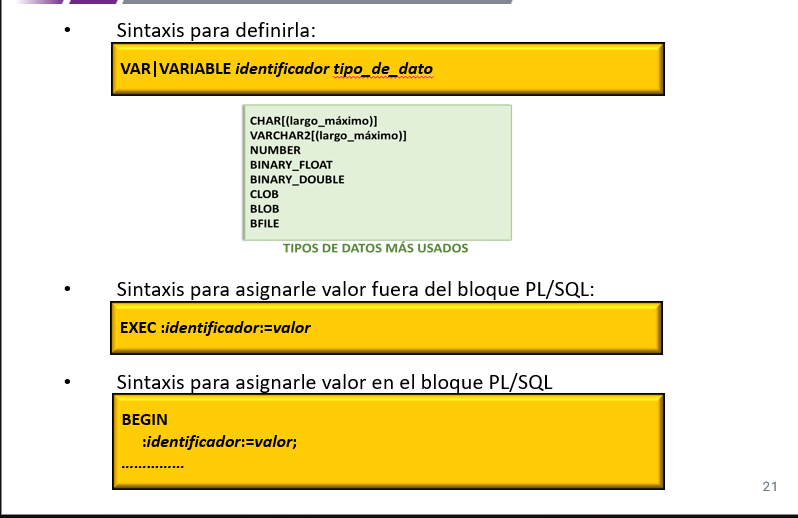 • Sintaxis para definirla:
VAR|VARIABLE identificador tipo_de_dato
CHAR[(largo_máximo)]
VARCHAR2[(largo_máximo)]
NUMBER
BINARY_FLOAT
BINARY_DOUBLE
CLOB
BLOB
BFILE
TIPOS DE DATOS MÁS USADOS
• Sintaxis para asignarle valor fuera del bloque PL/SQL:
EXEC :identificador:=valor
• Sintaxis para asignarle valor en el bloque PL/SQL
BEGIN
:identificador:=valor;
……………
21